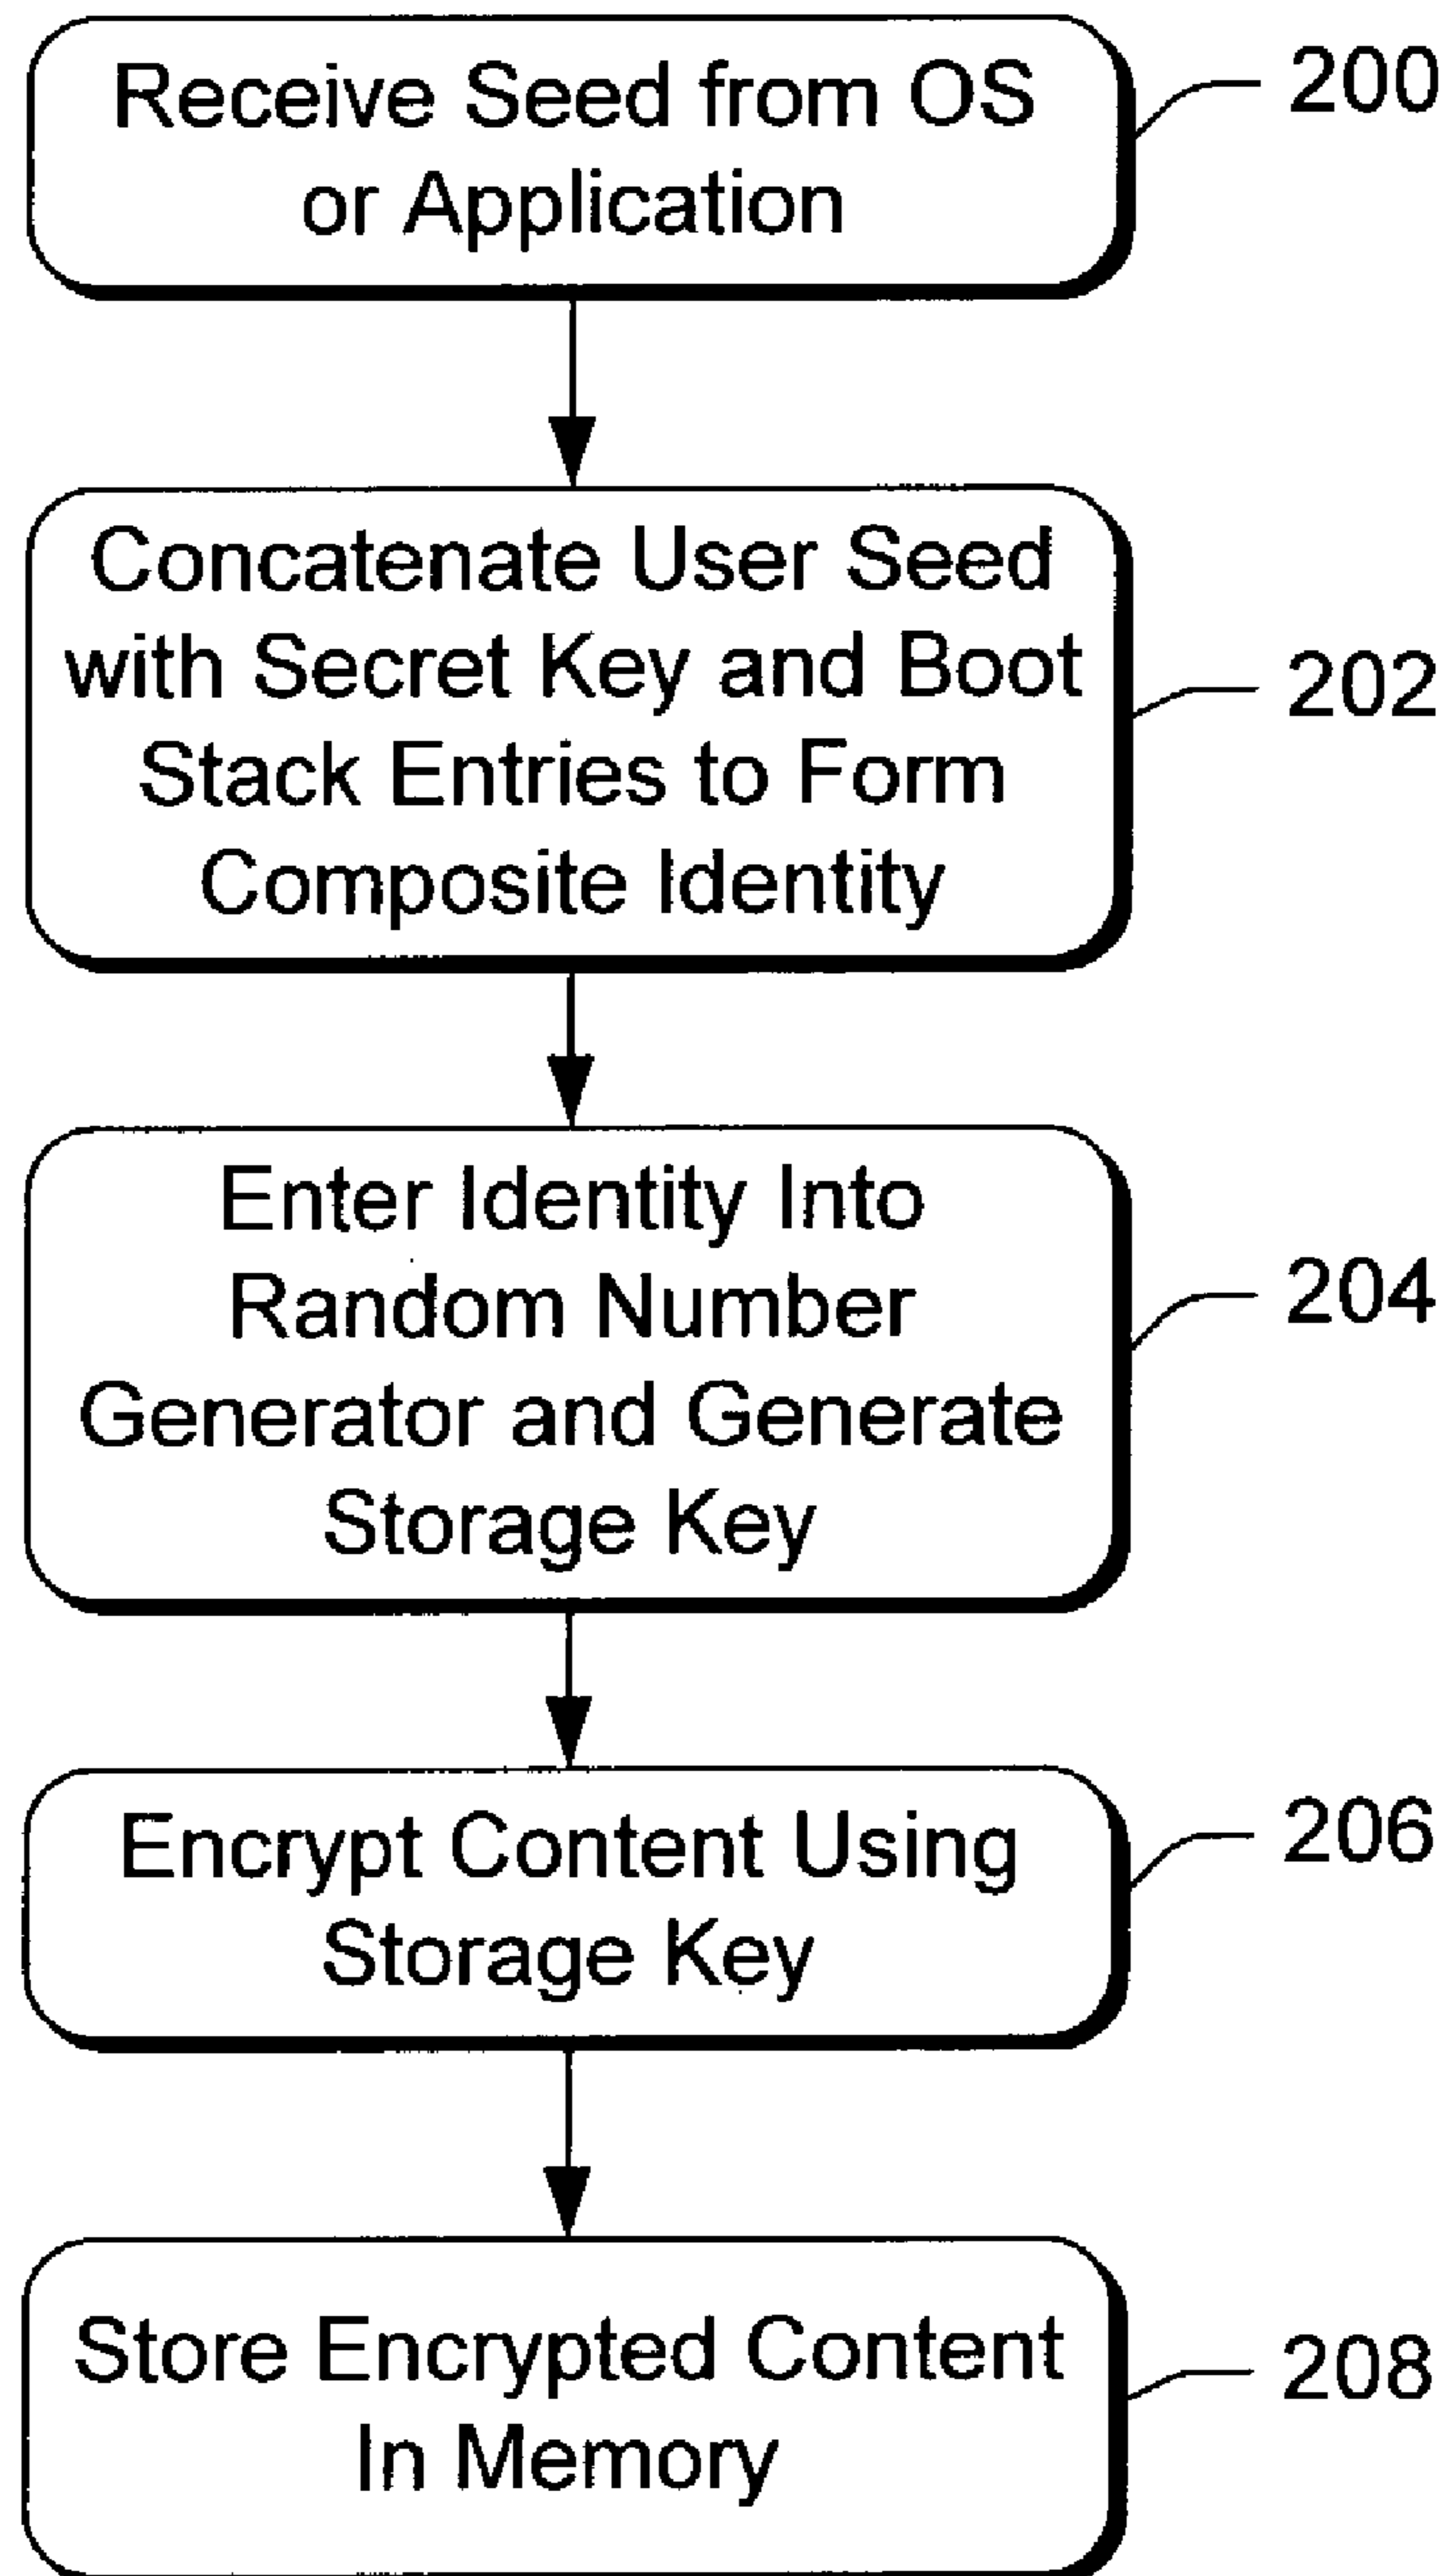 Receive Seed from OS
or Application
200
Concatenate User Seed
with Secret Key and Boot
Stack Entries to Form
Composite Identity
202
Enter Identity Into
Random Number
Generator and Generate
Storage Key
204
Encrypt Content Using
Storage Key
206
Store Encrypted Content
In Memory
208